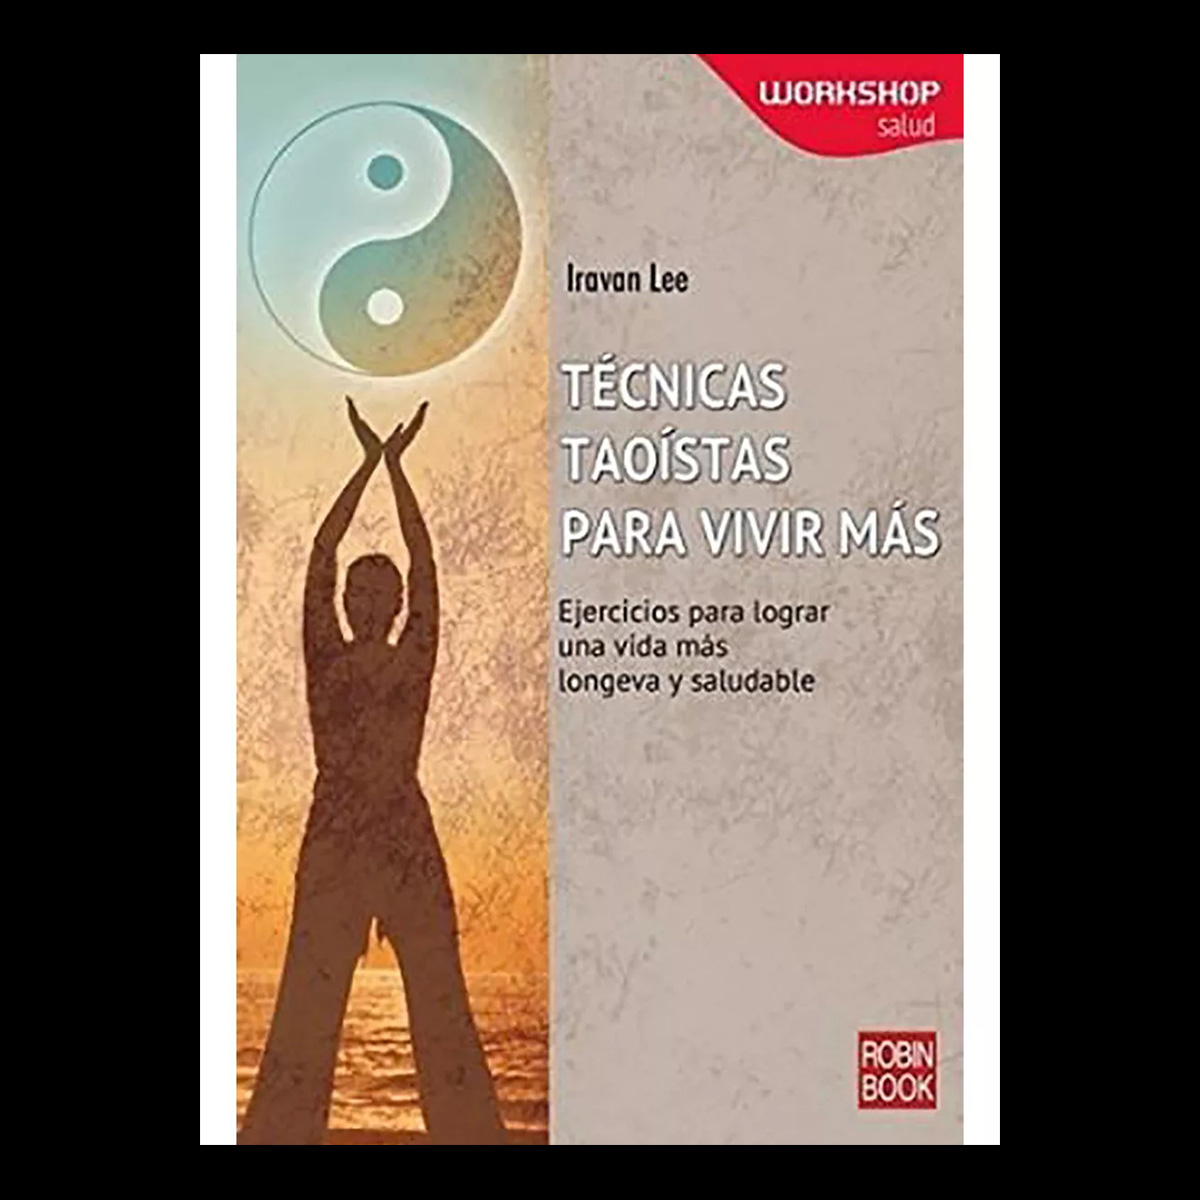 WORKSHOP
salud
Iravan Lee
TÉCNICAS
TAOÍSTAS
PARA VIVIR MÁS
Ejercicios para lograr
una vida más
longeva y saludable
ROBIN
BOOK